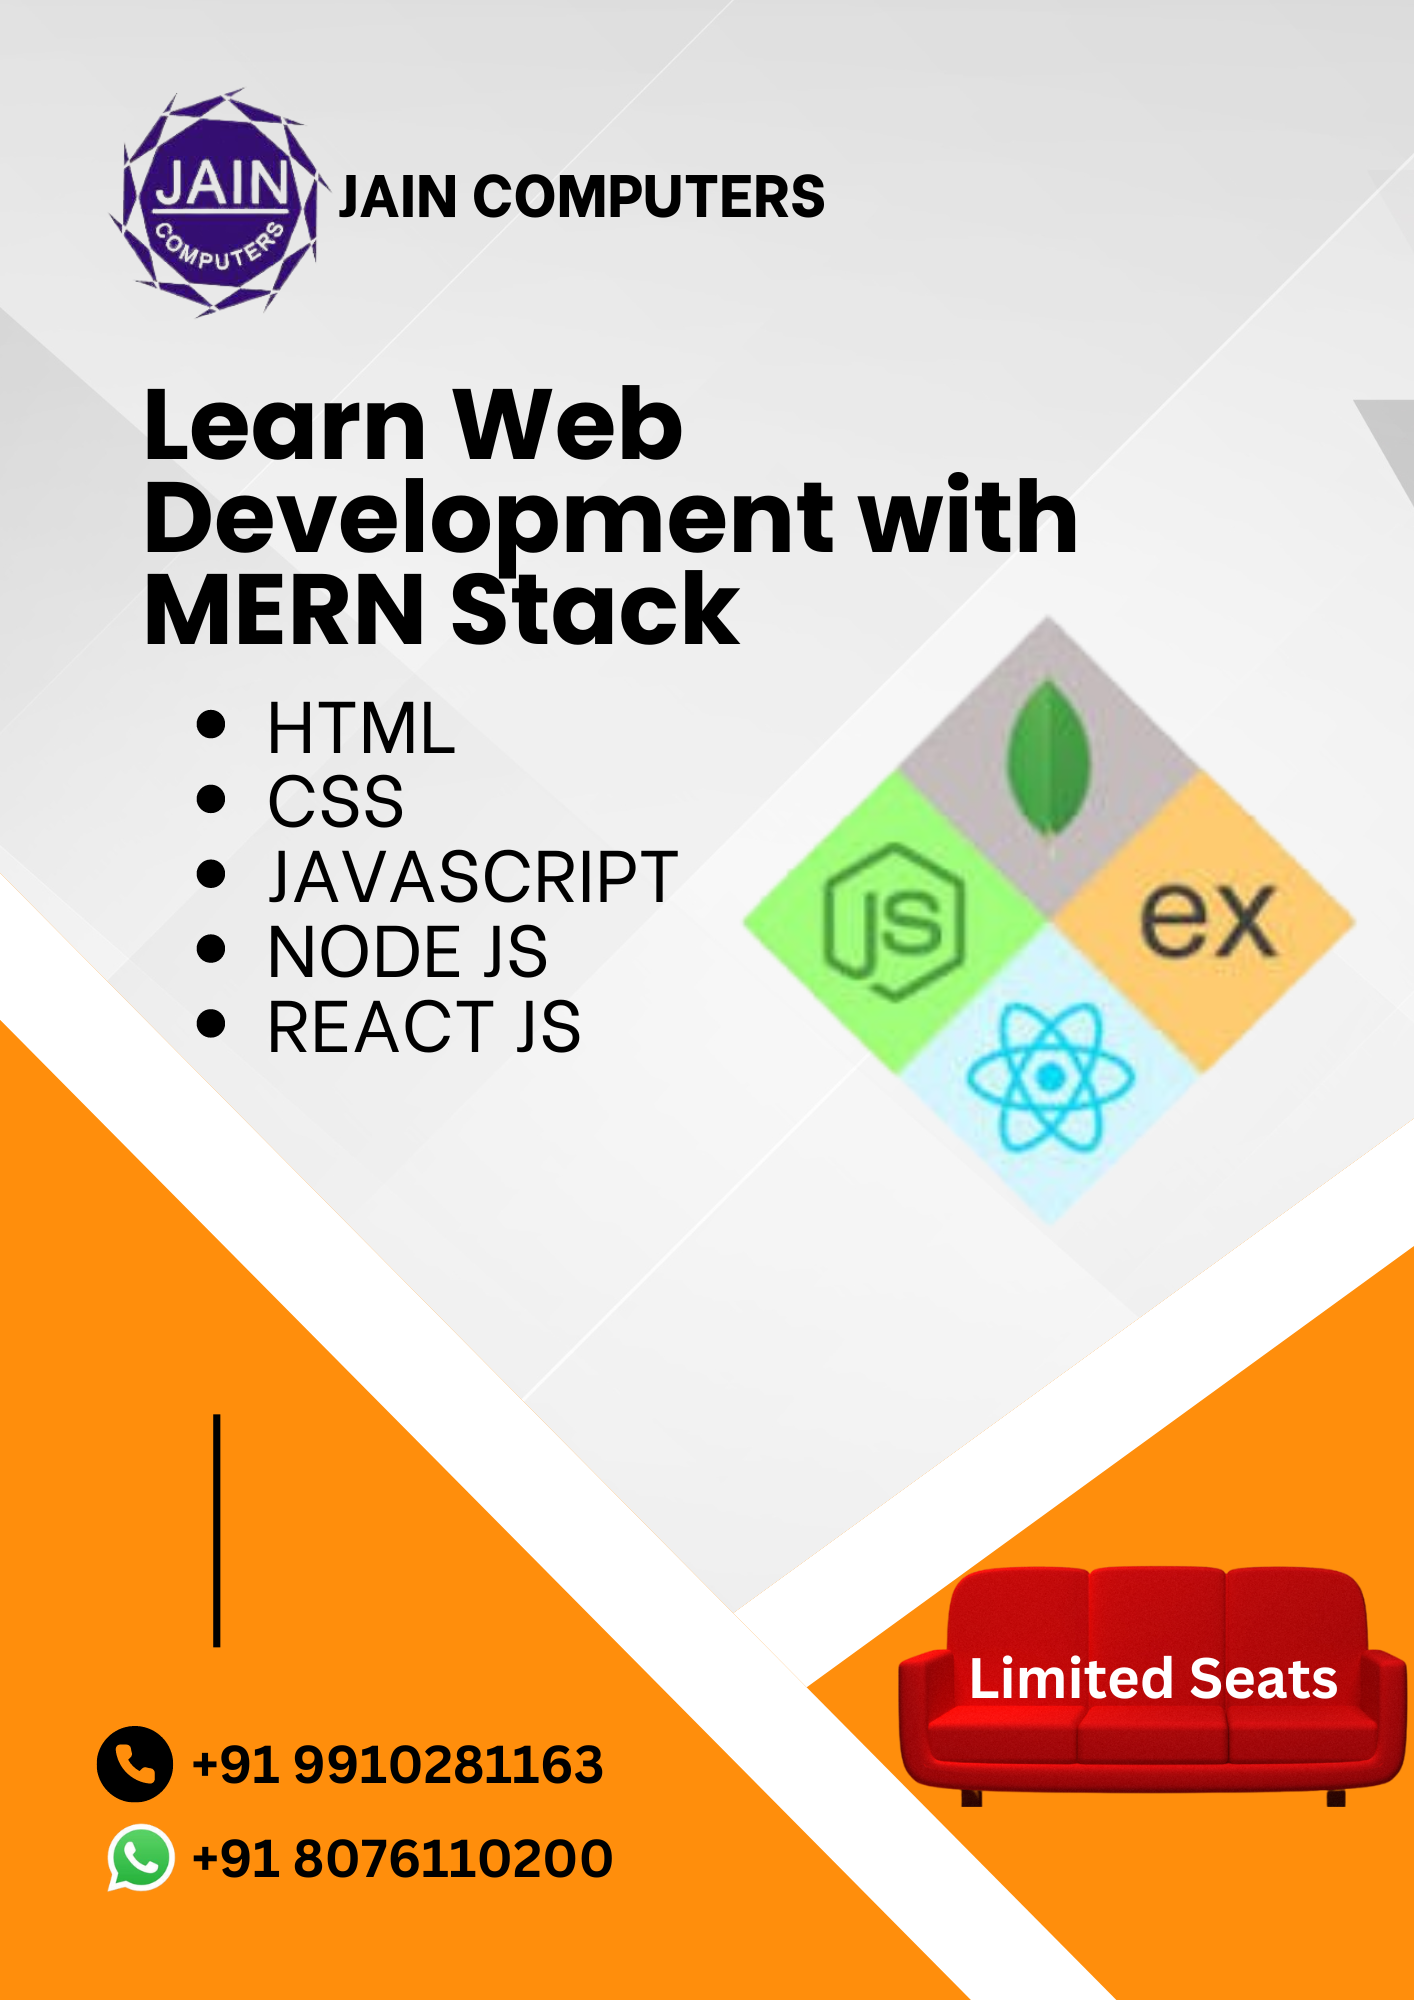 JAIN
COMPUTERS
JAIN COMPUTERS
Learn Web
Development with
MERN Stack
• HTML
• CSS
• JAVASCRIPT
• NODE JS
• REACT JS
JS
ex
Limited Seats
+91 9910281163
+91 8076110200